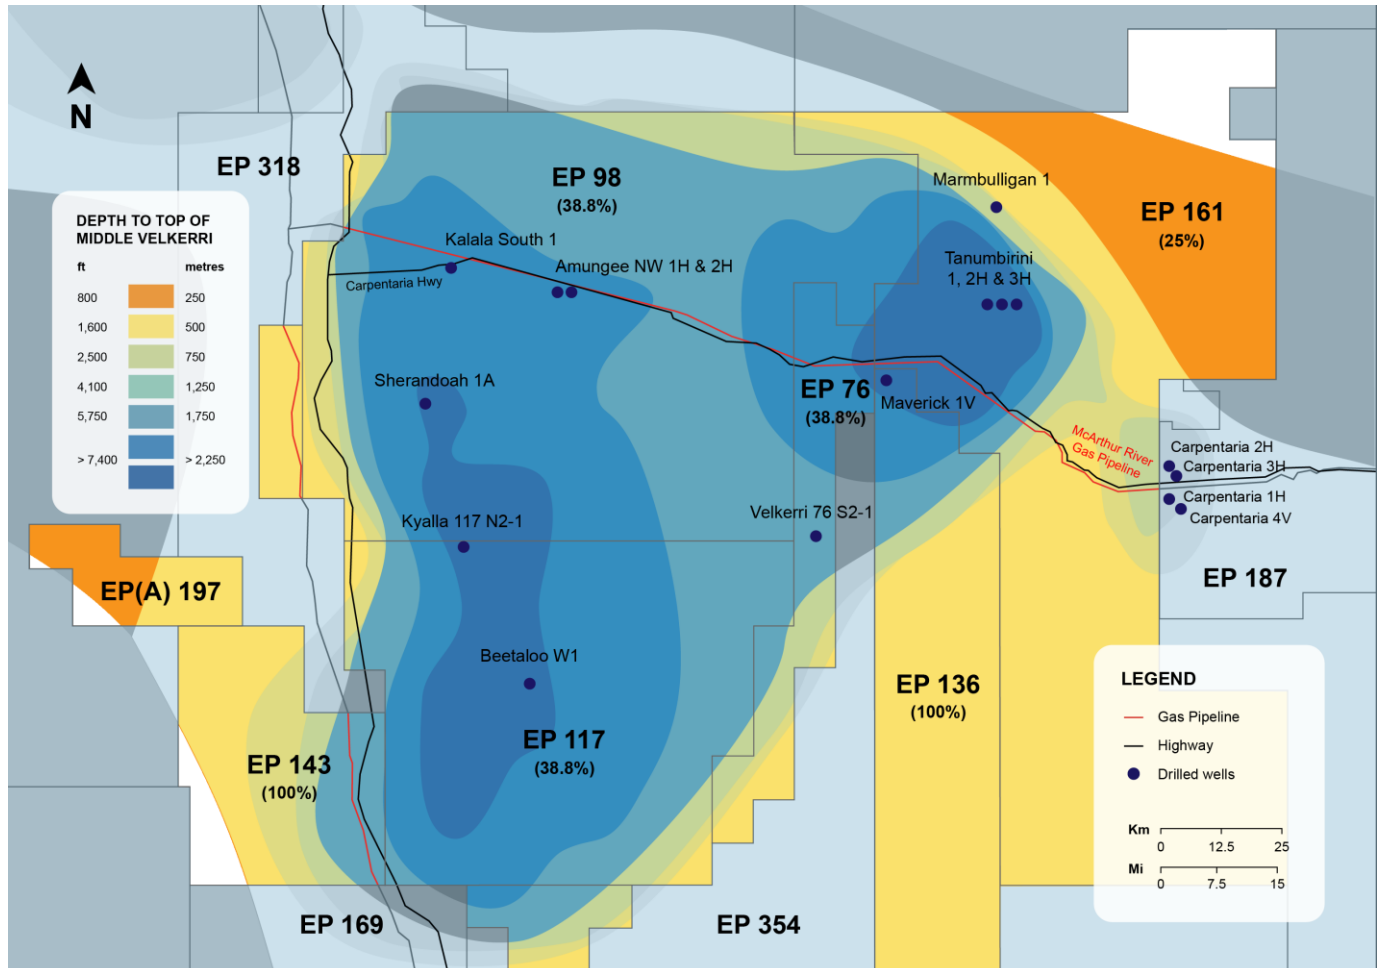 N
EP 318
EP 98
(38.8%)
Marmbulligan 1
EP 161
(25%)
DEPTH TO TOP OF
MIDDLE VELKERRI
ft metres
800 250
1,600 500
2,500 750
4,100 1,250
5,750 1,750
> 7,400 > 2,250
Kalala South 1
Amungee NW 1H & 2H
Carpentaria Hwy
Tanumbirini
1, 2H & 3H
Sherandoah 1A
EP 76
(38.8%)
Maverick 1V
McArthur River
Gas Pipeline
Carpentaria 2H
Carpentaria 3H
Carpentaria 1H
Carpentaria 4V
Kyalla 117 N2-1
Velkerri 76 S2-1
EP 187
EP(A) 197
Beetaloo W1
EP 136
(100%)
EP 117
(38.8%)
EP 143
(100%)
LEGEND
Gas Pipeline
Highway
Drilled wells
Km
0 12.5 25
Mi
0 7.5 15
EP 169
EP 354